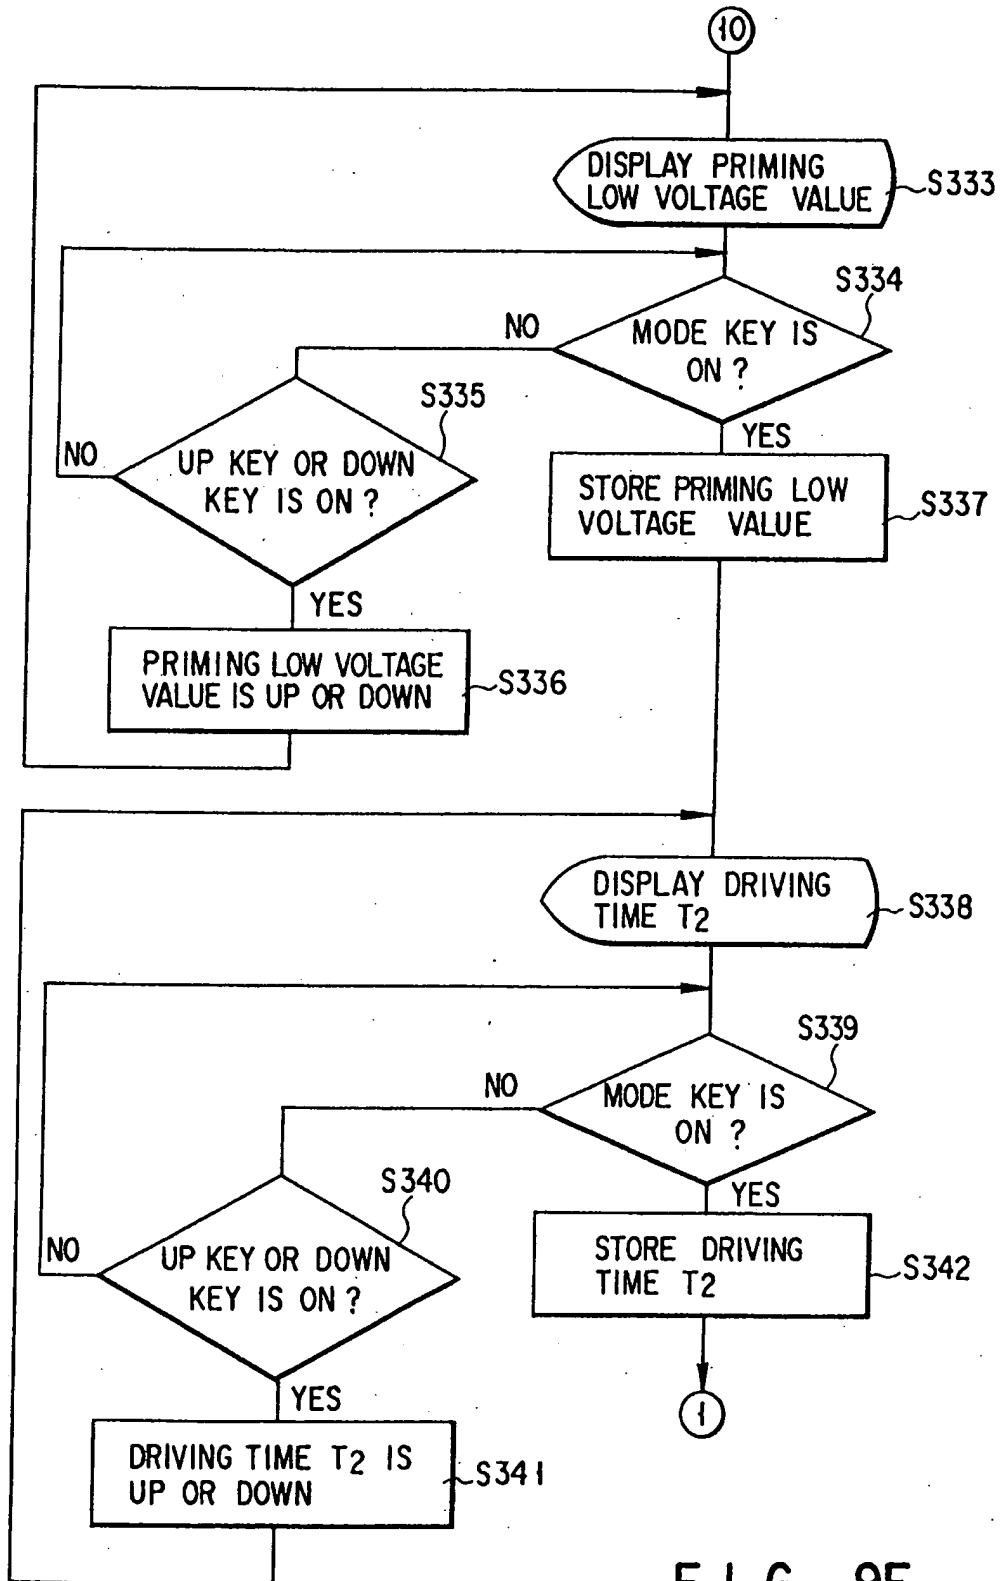 10
DISPLAY PRIMING
LOW VOLTAGE VALUE
S333
S334
MODE KEY IS
ON ?
NO
YES
S335
UP KEY OR DOWN
KEY IS ON ?
NO
YES
STORE PRIMING LOW
VOLTAGE VALUE
S337
PRIMING LOW VOLTAGE
VALUE IS UP OR DOWN
S336
DISPLAY DRIVING
TIME T2
S338
S339
MODE KEY IS
ON ?
NO
YES
S340
UP KEY OR DOWN
KEY IS ON ?
NO
YES
STORE DRIVING
TIME T2
S342
1
DRIVING TIME T2 IS
UP OR DOWN
S341